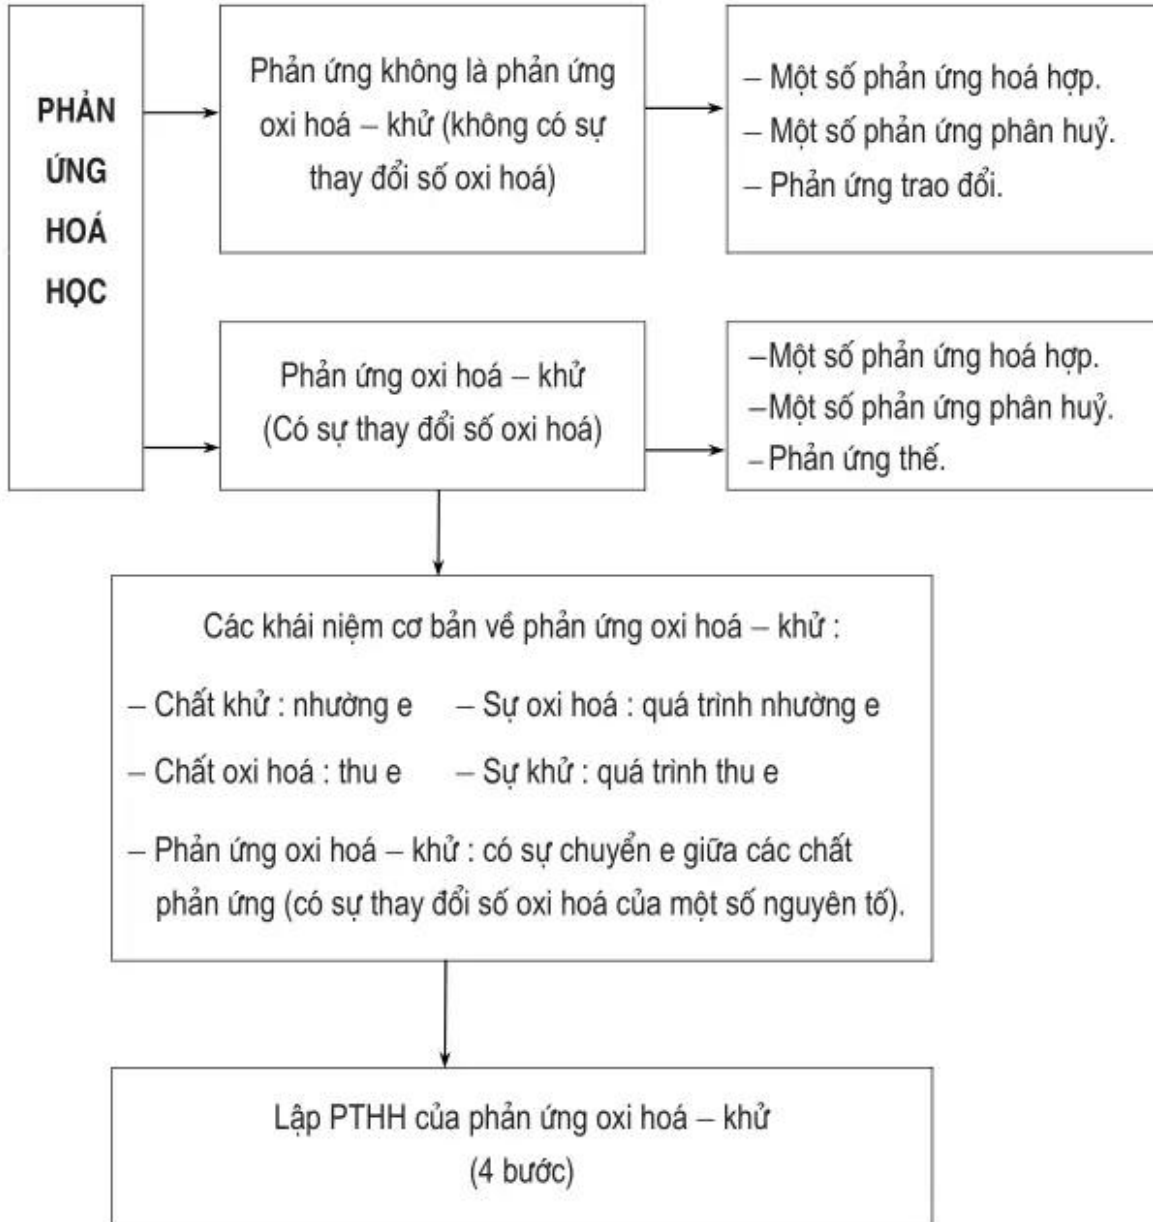 PHẢN
ỨNG
HOÁ
HỌC
Phản ứng không là phản ứng
oxi hoá – khử (không có sự
thay đổi số oxi hoá)
– Một số phản ứng hoá hợp.
– Một số phản ứng phân huỷ.
– Phản ứng trao đổi.
Phản ứng oxi hoá – khử
(Có sự thay đổi số oxi hoá)
–Một số phản ứng hoá hợp.
–Một số phản ứng phân huỷ.
–Phản ứng thế.
Các khái niệm cơ bản về phản ứng oxi hoá – khử :
– Chất khử : nhường e – Sự oxi hoá : quá trình nhường e
– Chất oxi hoá : thu e – Sự khử : quá trình thu e
– Phản ứng oxi hoá – khử : có sự chuyển e giữa các chất
phản ứng (có sự thay đổi số oxi hoá của một số nguyên tố).
Lập PTHH của phản ứng oxi hoá – khử
(4 bước)